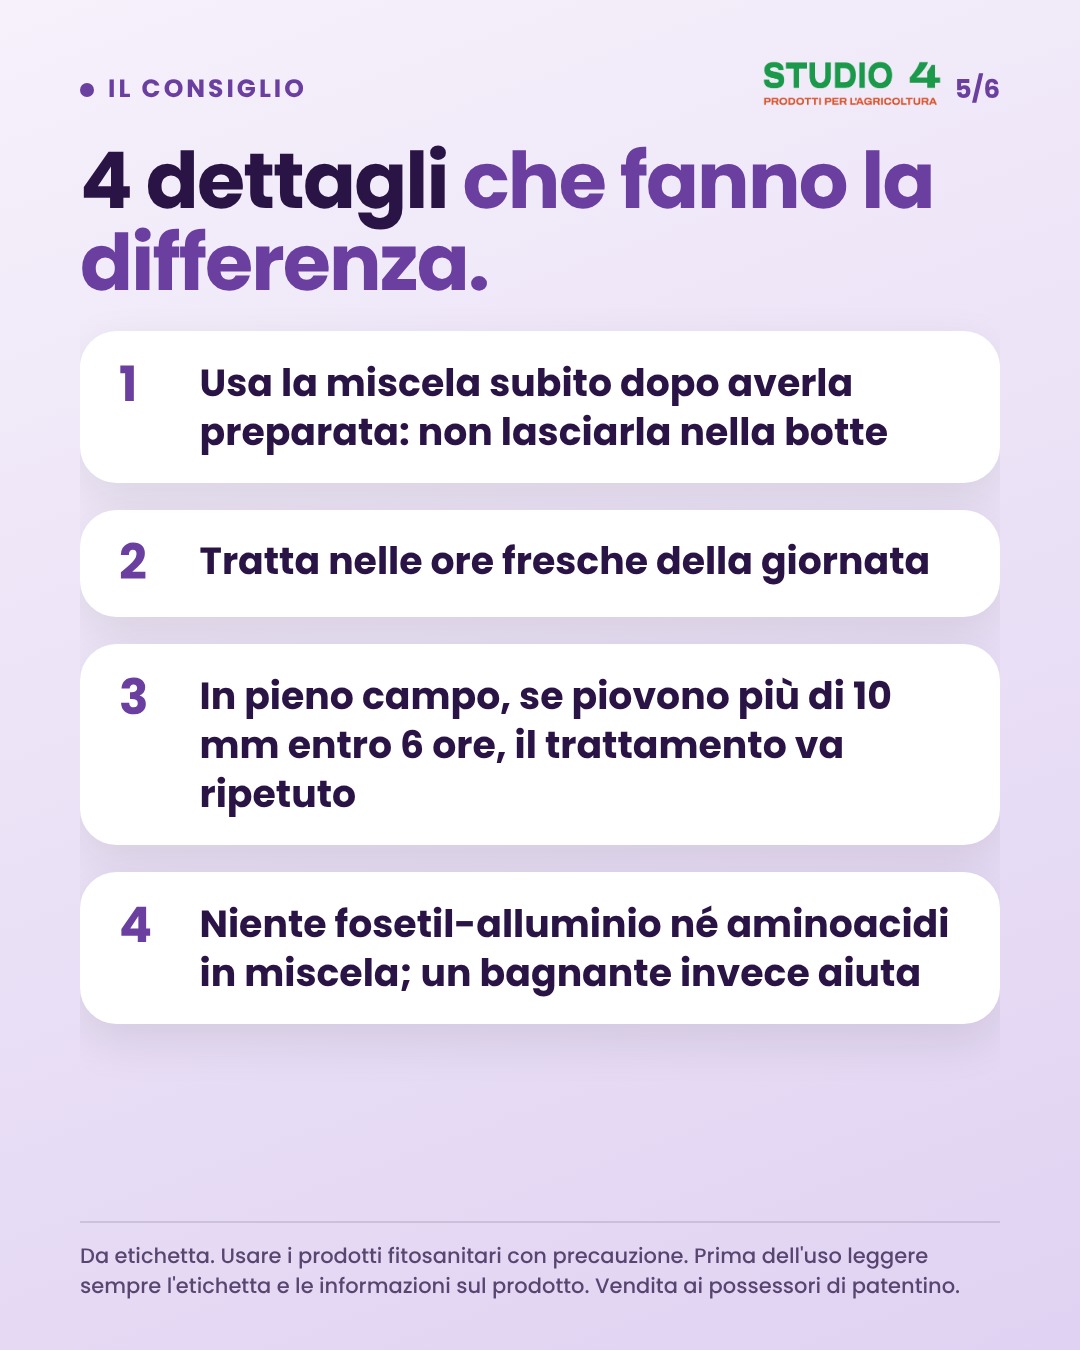 IL CONSIGLIO
STUDIO 4
PRODOTTI PER L'AGRICOLTURA
5/6
4 dettagli che fanno la
differenza.
1
Usa la miscela subito dopo averla
preparata: non lasciarla nella botte
2
Tratta nelle ore fresche della giornata
3
In pieno campo, se piovono più di 10
mm entro 6 ore, il trattamento va
ripetuto
4
Niente fosetil-alluminio né aminoacidi
in miscela; un bagnante invece aiuta
Da etichetta. Usare i prodotti fitosanitari con precauzione. Prima dell'uso leggere
sempre l'etichetta e le informazioni sul prodotto. Vendita ai possessori di patentino.